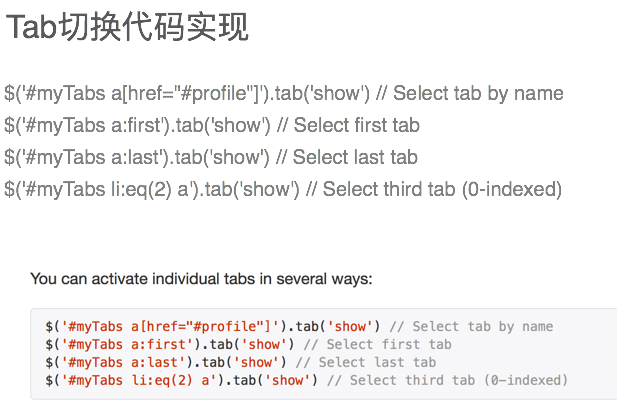 Tab切换代码实现
$('#myTabs a[href="#profile"]').tab('show') // Select tab by name
$('#myTabs a:first').tab('show') // Select first tab
$('#myTabs a:last').tab('show') // Select last tab
$('#myTabs li:eq(2) a').tab('show') // Select third tab (0-indexed)
You can activate individual tabs in several ways:
$('#myTabs a[href="#profile"]').tab('show') // Select tab by name
$('#myTabs a:first').tab('show') // Select first tab
$('#myTabs a:last').tab('show') // Select last tab
$('#myTabs li:eq(2) a').tab('show') // Select third tab (0-indexed)